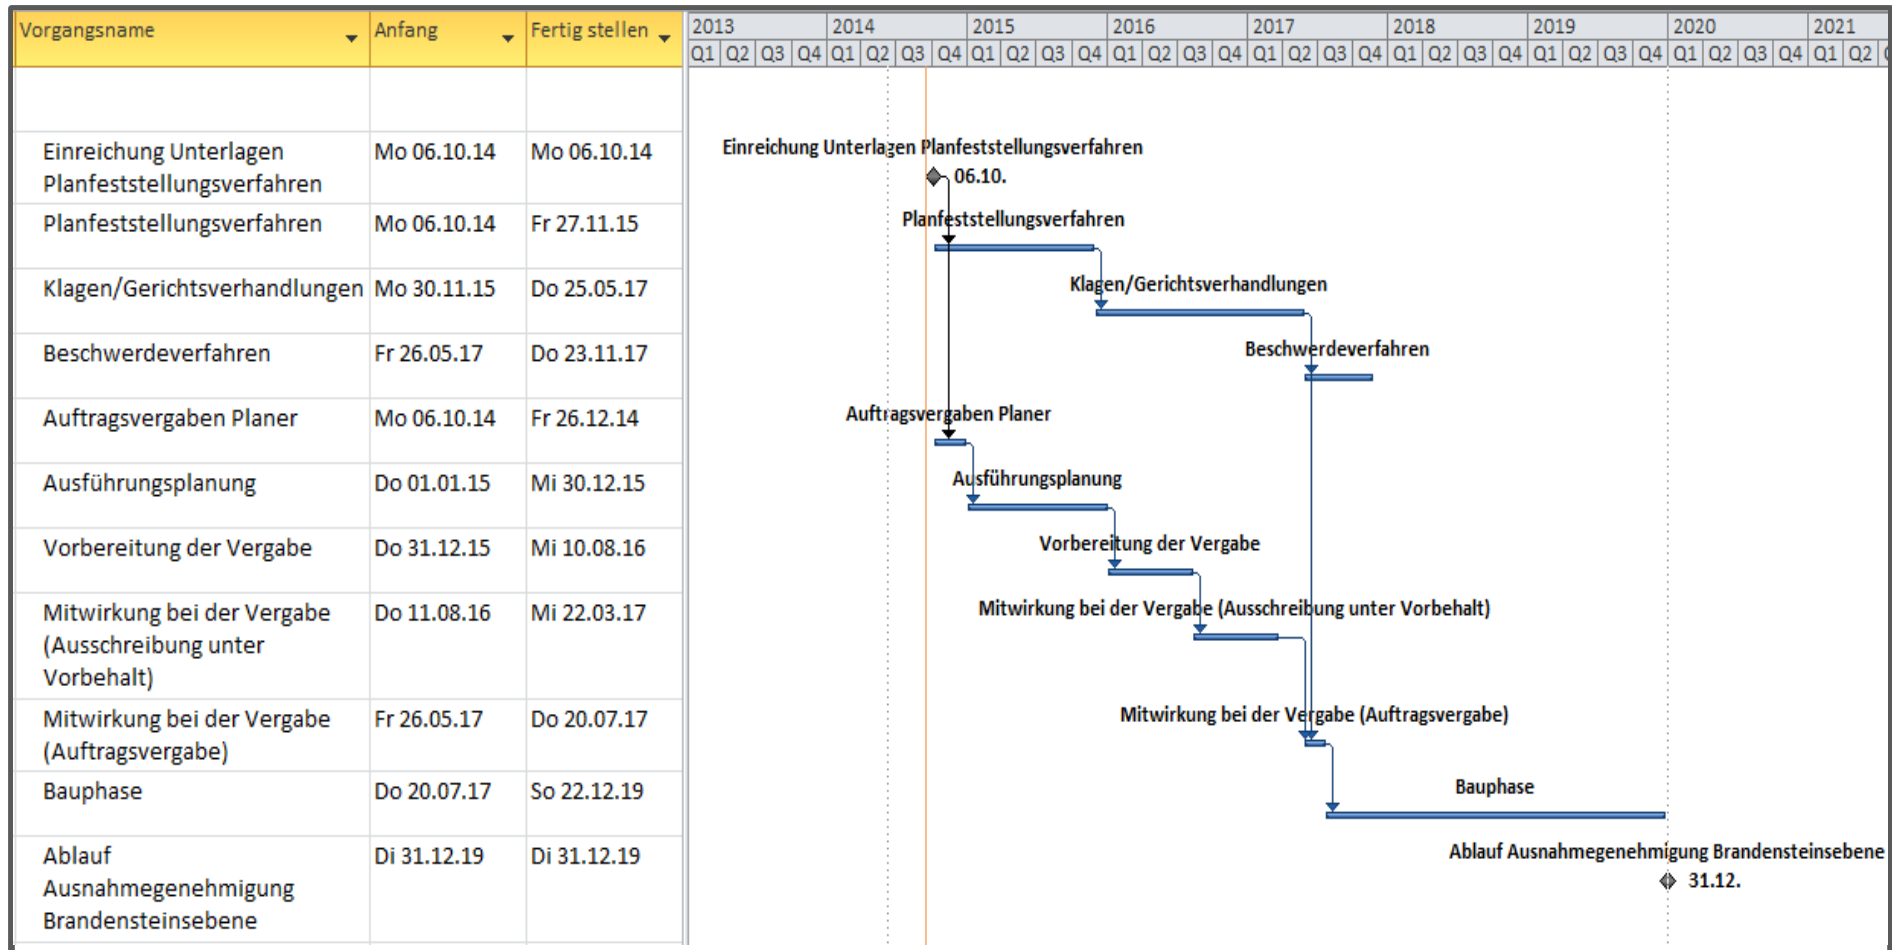 Vorgangsname Anfang Fertig stellen 2013 2014 2015 2016 2017 2018 2019 2020 2021
Q1 Q2 Q3 Q4 Q1 Q2 Q3 Q4 Q1 Q2 Q3 Q4 Q1 Q2 Q3 Q4 Q1 Q2 Q3 Q4 Q1 Q2 Q3 Q4 Q1 Q2 Q3 Q4 Q1 Q2 Q3 Q4 Q1 Q2
Einreichung Unterlagen Mo 06.10.14 Mo 06.10.14
Planfeststellungsverfahren
Einreichung Unterlagen Planfeststellungsverfahren
06.10.
Planfeststellungsverfahren Mo 06.10.14 Fr 27.11.15
Planfeststellungsverfahren
Klagen/Gerichtsverhandlungen Mo 30.11.15 Do 25.05.17
Klagen/Gerichtsverhandlungen
Beschwerdeverfahren Fr 26.05.17 Do 23.11.17
Beschwerdeverfahren
Auftragsvergaben Planer Mo 06.10.14 Fr 26.12.14
Auftragsvergaben Planer
Ausführungsplanung Do 01.01.15 Mi 30.12.15
Ausführungsplanung
Vorbereitung der Vergabe Do 31.12.15 Mi 10.08.16
Vorbereitung der Vergabe
Mitwirkung bei der Vergabe Do 11.08.16 Mi 22.03.17
(Ausschreibung unter
Vorbehalt)
Mitwirkung bei der Vergabe (Ausschreibung unter Vorbehalt)
Mitwirkung bei der Vergabe Fr 26.05.17 Do 20.07.17
(Auftragsvergabe)
Mitwirkung bei der Vergabe (Auftragsvergabe)
Bauphase Do 20.07.17 So 22.12.19
Bauphase
Ablauf Di 31.12.19 Di 31.12.19
Ausnahmegenehmigung
Brandensteinsebene
Ablauf Ausnahmegenehmigung Brandensteinsebene
31.12.